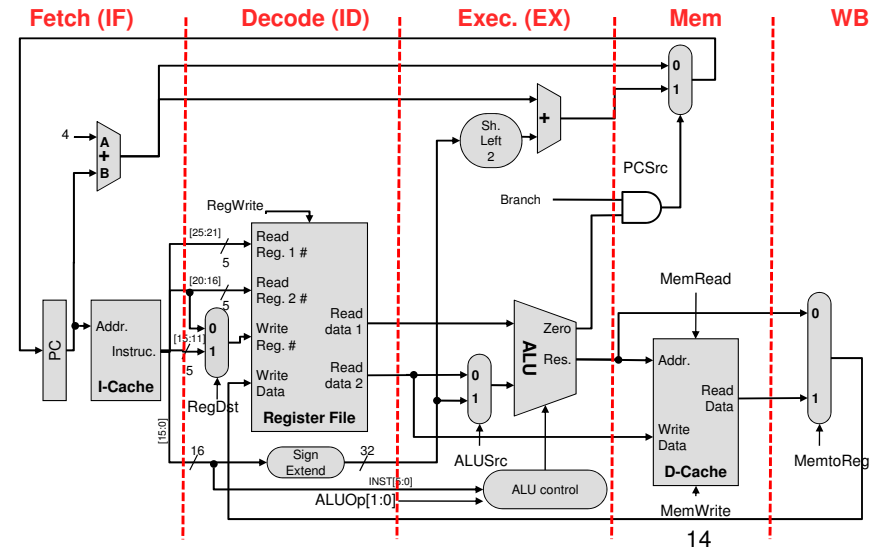 Fetch (IF)
Decode (ID)
Exec. (EX)
Mem
WB
0
1
4
A
+
B
Sh.
Left
2
+
PCSrc
Branch
RegWrite
[25:21]
5
Read
Reg. 1 #
[20:16]
5
Read
Reg. 2 #
Write
Reg. #
Write
Data
Read
data 1
Read
data 2
Register File
PC
Addr.
Instruc.
I-Cache
[15:11]
5
0
1
RegDst
[15:0]
16
Sign
Extend
32
INST[5:0]
ALUOp[1:0]
ALU control
0
1
ALUSrc
ALU
Zero
Res.
MemRead
Addr.
Read
Data
Write
Data
D-Cache
MemWrite
0
1
MemtoReg
14